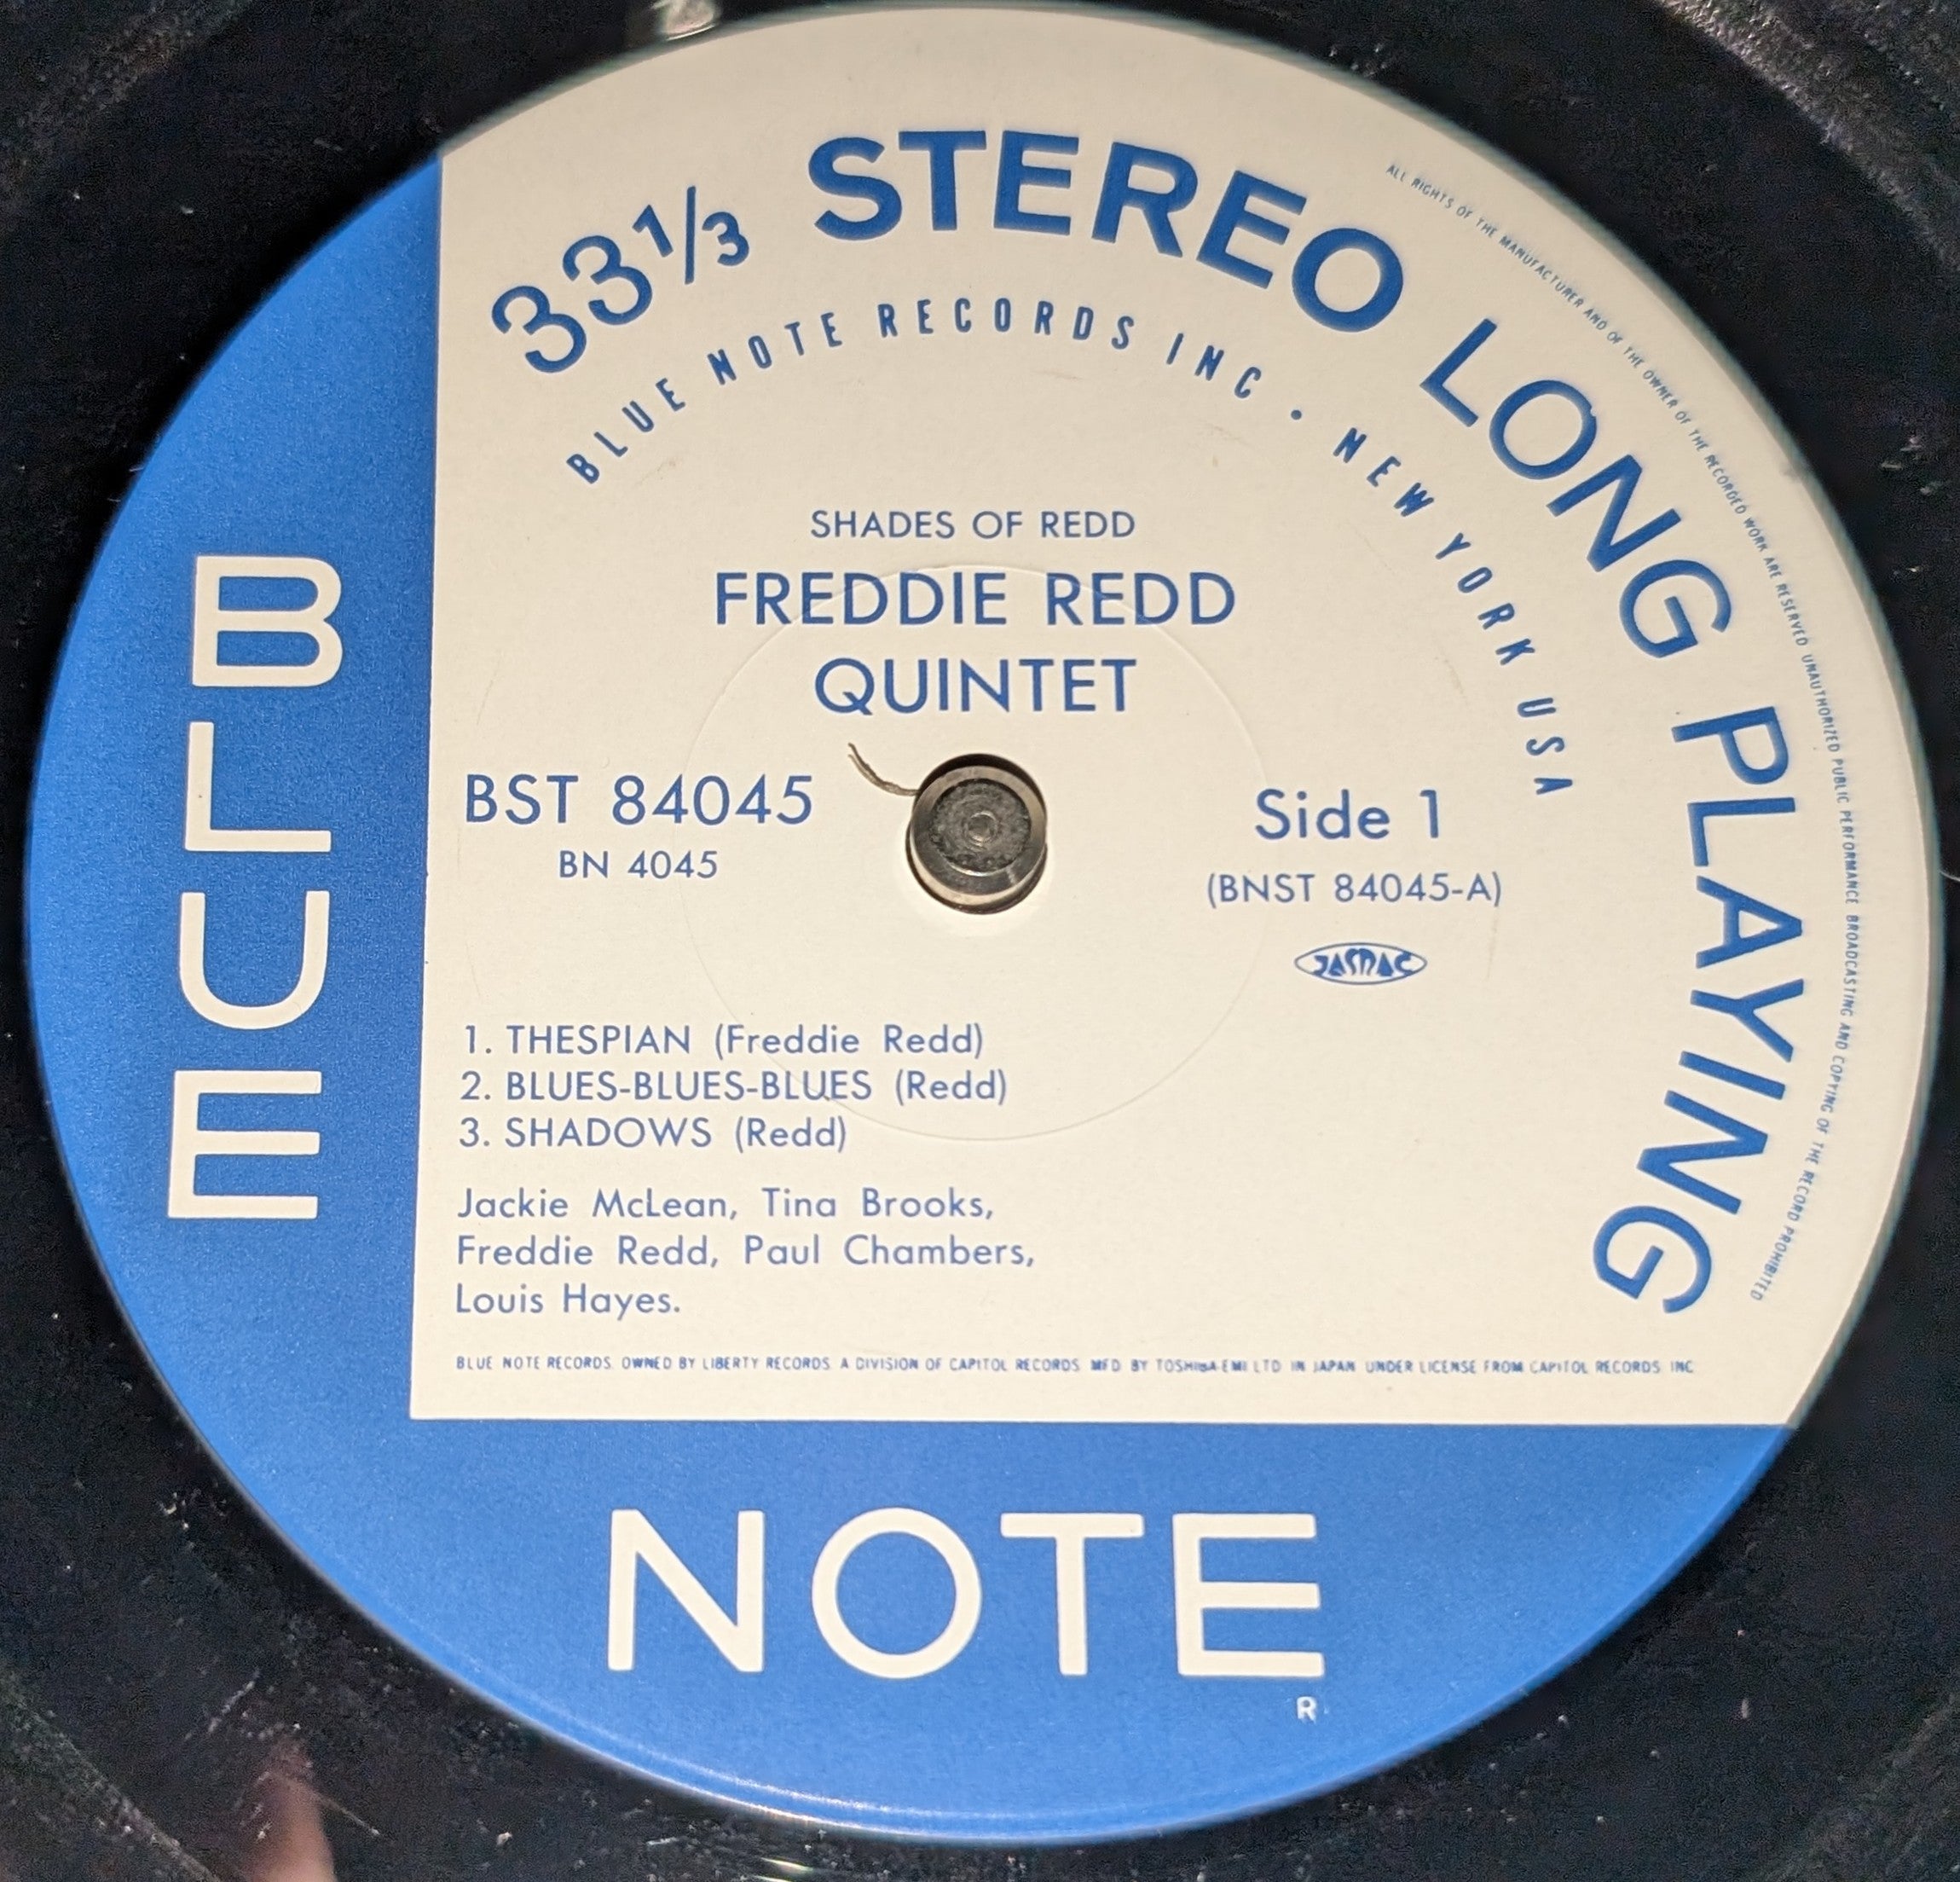 33⅓ STEREO LONG PLAYING
BLUE NOTE RECORDS INC • NEW YORK USA
ALL RIGHTS OF THE MANUFACTURER AND OF THE OWNER OF THE RECORDED WORK ARE RESERVED UNAUTHORIZED PUBLIC PERFORMANCE BROADCASTING AND COPYING OF THE RECORD PROHIBITED
SHADES OF REDD
FREDDIE REDD
QUINTET
BST 84045
BN 4045
Side 1
(BNST 84045-A)
JASRAC
1. THESPIAN (Freddie Redd)
2. BLUES-BLUES-BLUES (Redd)
3. SHADOWS (Redd)
Jackie McLean, Tina Brooks,
Freddie Redd, Paul Chambers,
Louis Hayes.
BLUE NOTE RECORDS. OWNED BY LIBERTY RECORDS. A DIVISION OF CAPITOL RECORDS. MFD. BY TOSHIBA-EMI LTD. IN JAPAN UNDER LICENSE FROM CAPITOL RECORDS INC
BLUE
NOTE
R